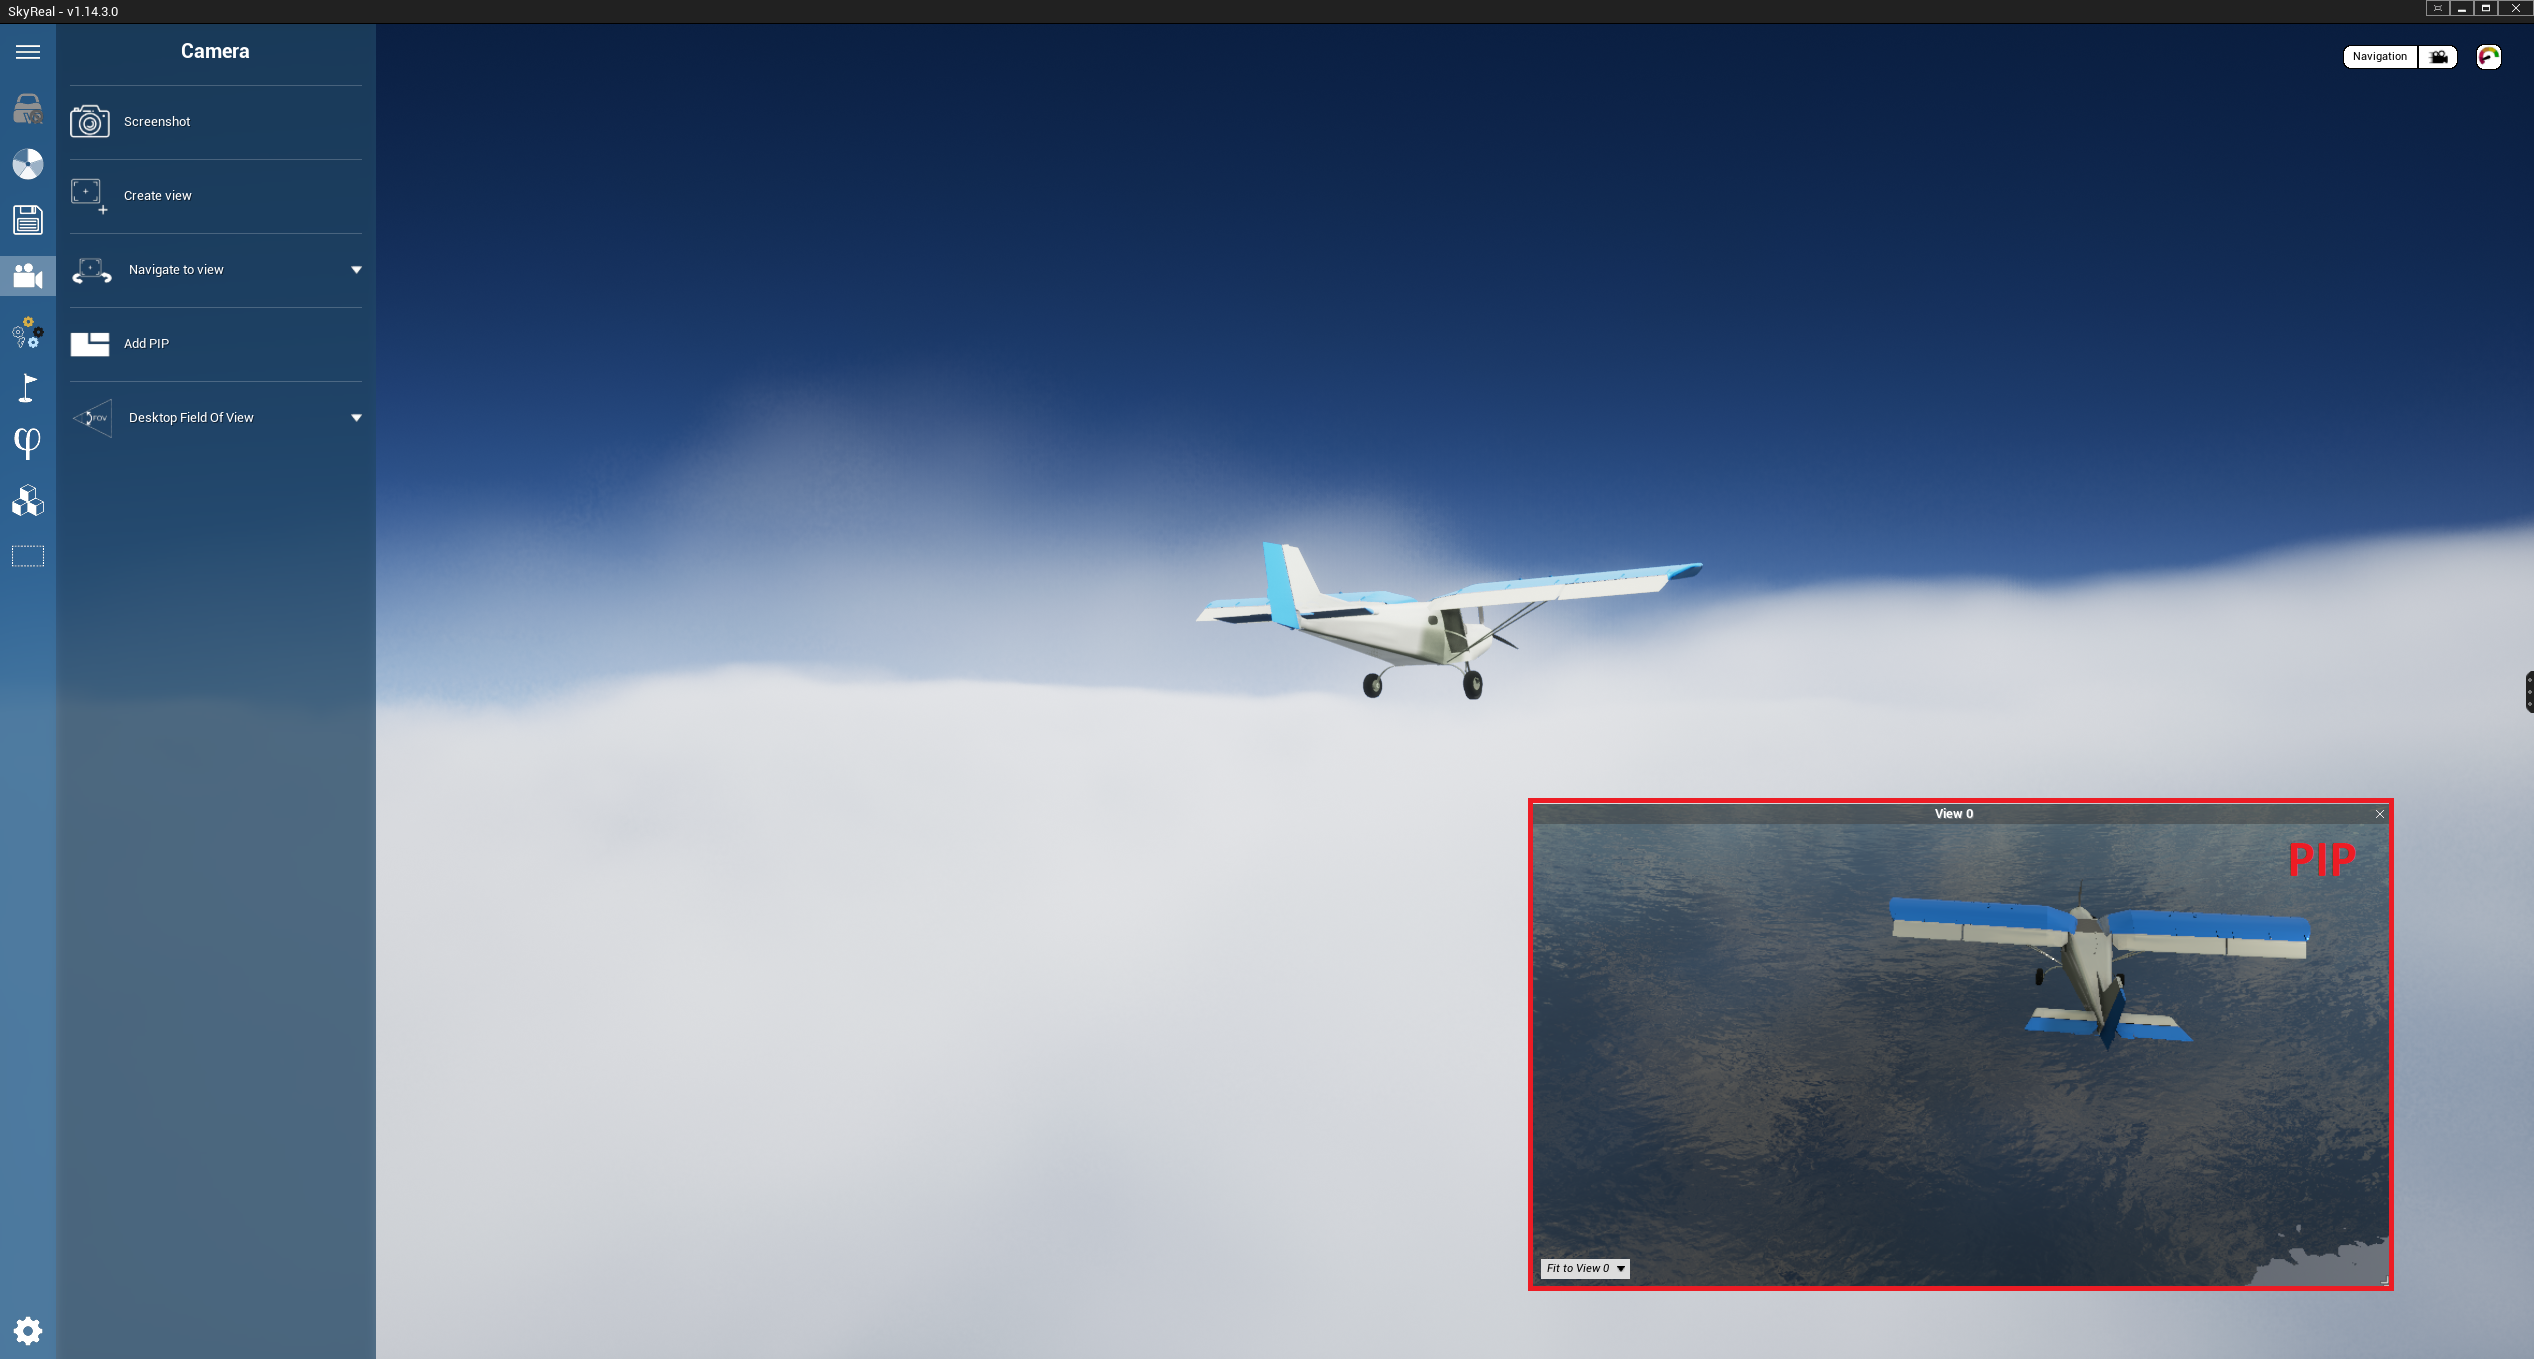 SkyReal - v1.14.3.0
Camera
Navigation
Screenshot
Create view
Navigate to view
Add PIP
FOV
Desktop Field Of View
View 0
PIP
Fit to View 0